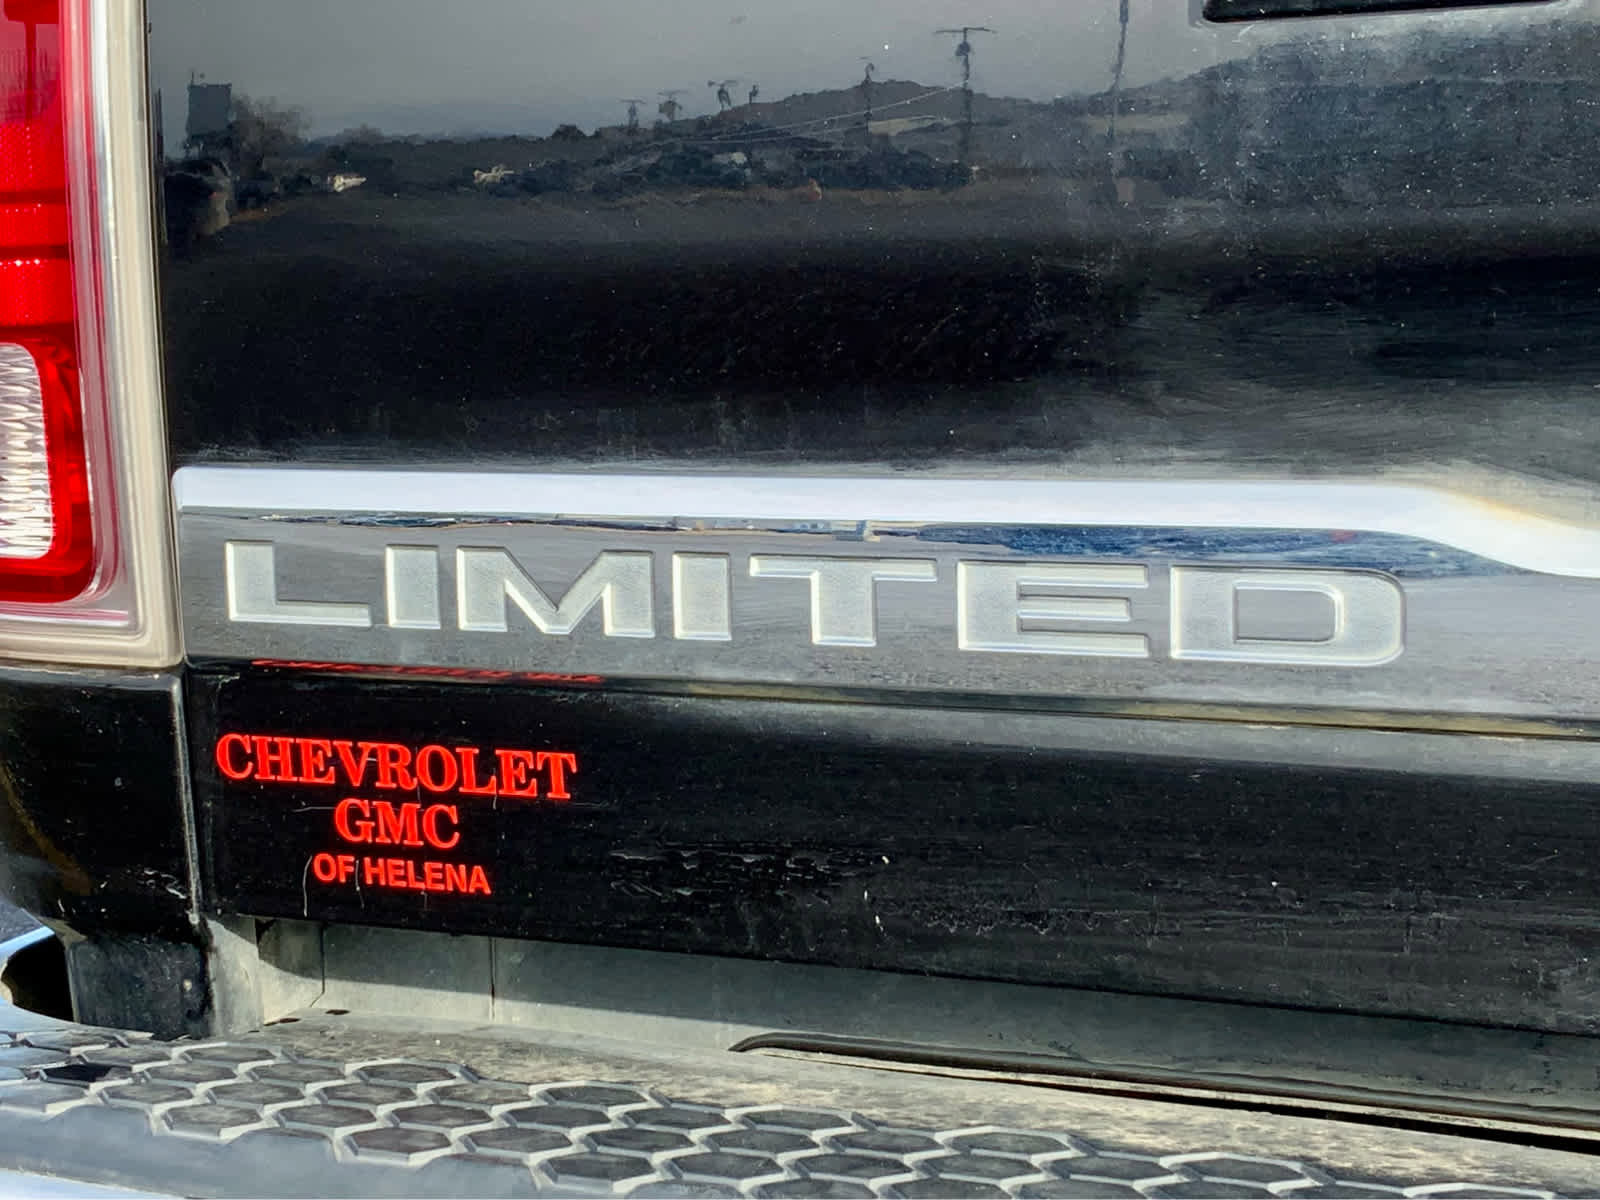 LIMITED
CHEVROLET
GMC
OF HELENA